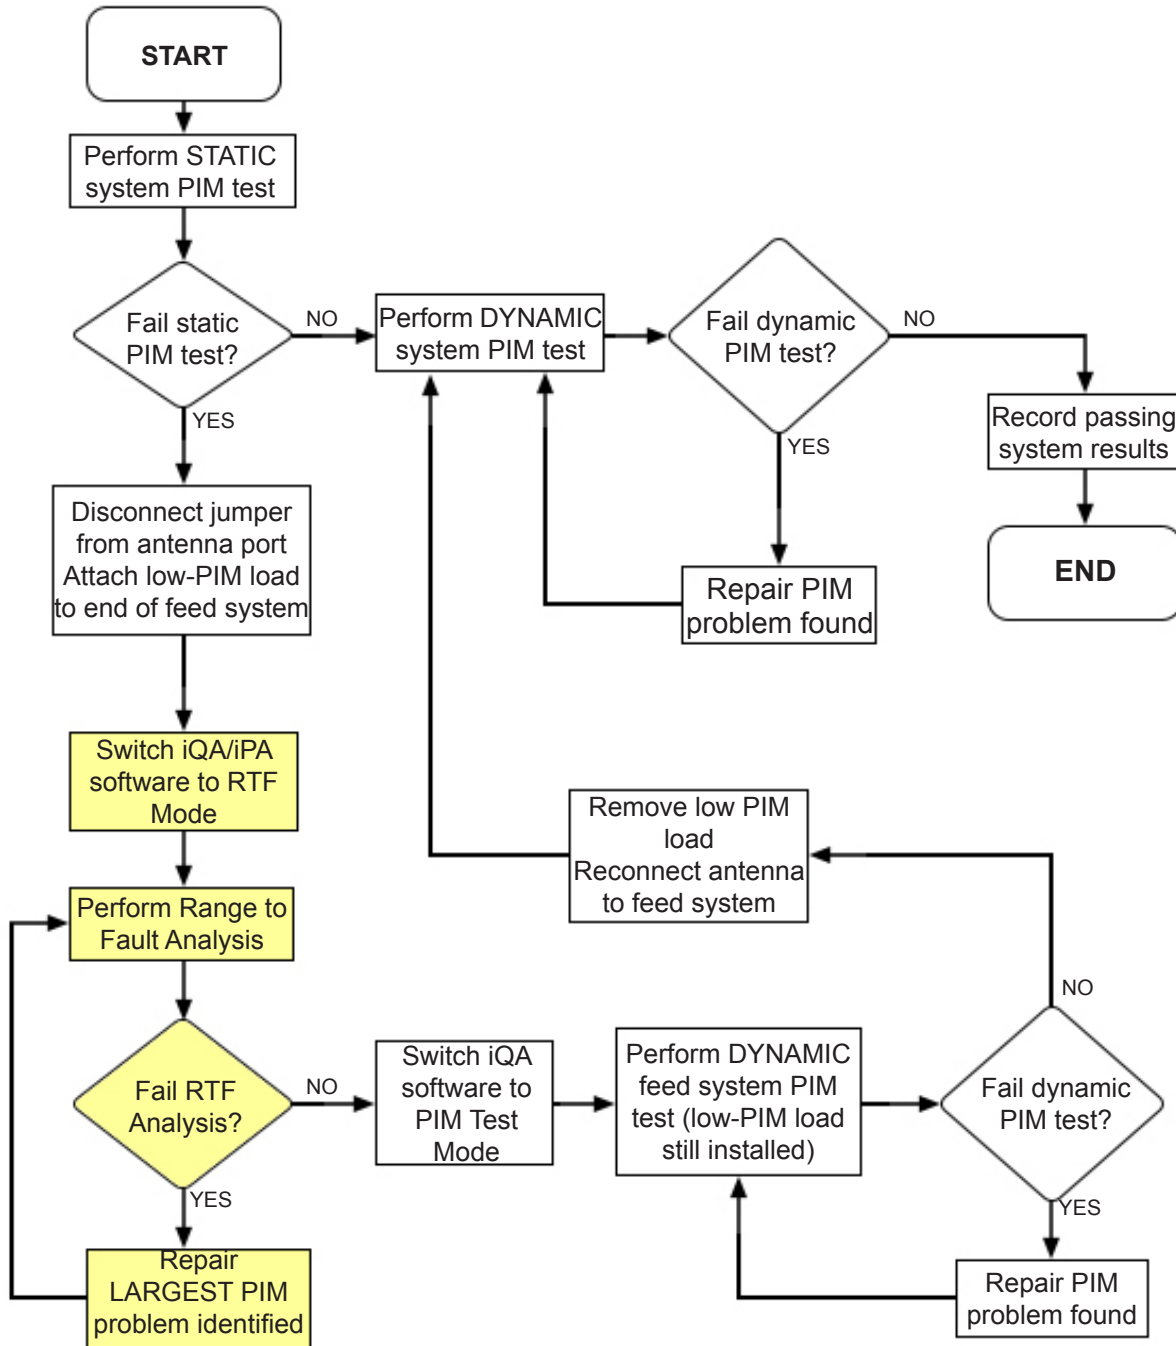 START
Perform STATIC
system PIM test
Fail static
PIM test?
NO
YES
Perform DYNAMIC
system PIM test
Fail dynamic
PIM test?
NO
YES
Record passing
system results
END
Repair PIM
problem found
Disconnect jumper
from antenna port
Attach low-PIM load
to end of feed system
Switch iQA/iPA
software to RTF
Mode
Perform Range to
Fault Analysis
Fail RTF
Analysis?
NO
YES
Repair
LARGEST PIM
problem identified
Switch iQA
software to
PIM Test
Mode
Perform DYNAMIC
feed system PIM
test (low-PIM load
still installed)
Fail dynamic
PIM test?
NO
YES
Repair PIM
problem found
Remove low PIM
load
Reconnect antenna
to feed system